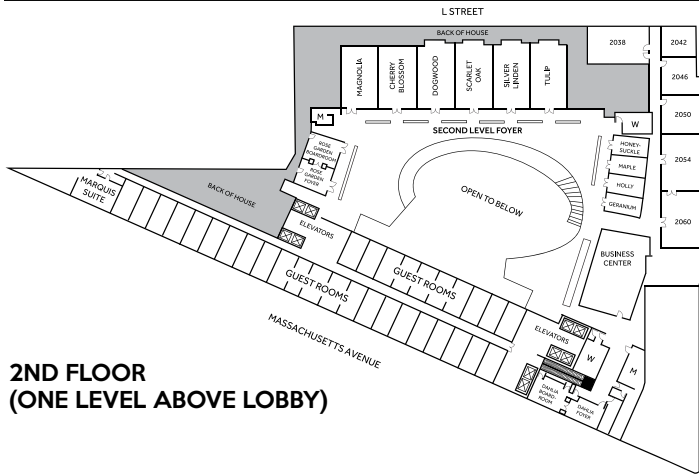 L STREET
BACK OF HOUSE
2038
2042
2046
2050
2054
2060
MAGNOLIA
CHERRY
BLOSSOM
DOGWOOD
SCARLET
OAK
SILVER
LINDEN
TULIP
M
W
SECOND LEVEL FOYER
ROSE
GARDEN
BOARDROOM
ROSE
GARDEN
FOYER
HONEY-
SUCKLE
MAPLE
HOLLY
GERANIUM
OPEN TO BELOW
MARQUIS
SUITE
BACK OF HOUSE
ELEVATORS
GUEST ROOMS
GUEST ROOMS
BUSINESS
CENTER
ELEVATORS
W
M
DAHLIA
BOARD-
ROOM
DAHLIA
FOYER
MASSACHUSETTS AVENUE
2ND FLOOR
(ONE LEVEL ABOVE LOBBY)